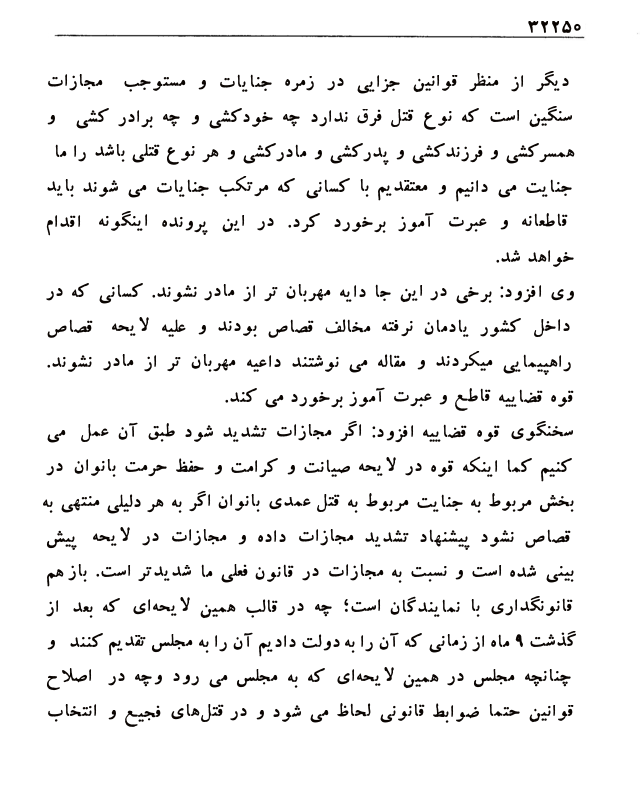 ۳۲۲۵۰
دیگر از منظر قوانین جزایی در زمره جنایات و مستوجب مجازات
سنگین است که نوع قتل فرق ندارد چه خودکشی و چه برادر کشی و
همسرکشی و فرزندکشی و پدرکشی و مادرکشی و هر نوع قتلی باشد را ما
جنایت می دانیم و معتقدیم با کسانی که مرتکب جنایات می شوند باید
قاطعانه و عبرت آموز برخورد کرد. در این پرونده اینگونه اقدام
خواهد شد.
وی افزود: برخی در این جا دایه مهربان تر از مادر نشوند. کسانی که در
داخل کشور یادمان نرفته مخالف قصاص بودند و علیه لایحه قصاص
راهپیمایی میکردند و مقاله می نوشتند داعیه مهربان تر از مادر نشوند.
قوه قضاییه قاطع و عبرت آموز برخورد می کند.
سخنگوی قوه قضاییه افزود: اگر مجازات تشدید شود طبق آن عمل می
کنیم کما اینکه قوه در لایحه صیانت و کرامت و حفظ حرمت بانوان در
بخش مربوط به جنایت مربوط به قتل عمدی بانوان اگر به هر دلیلی منتهی به
قصاص نشود پیشنهاد تشدید مجازات داده و مجازات در لایحه پیش
بینی شده است و نسبت به مجازات در قانون فعلی ما شدیدتر است. باز هم
قانونگداری با نمایندگان است؛ چه در قالب همین لایحه‌ای که بعد از
گذشت ۹ ماه از زمانی که آن را به دولت دادیم آن را به مجلس تقدیم کنند و
چنانچه مجلس در همین لایحه‌ای که به مجلس می رود وچه در اصلاح
قوانین حتما ضوابط قانونی لحاظ می شود و در قتل‌های فجیع و انتخاب